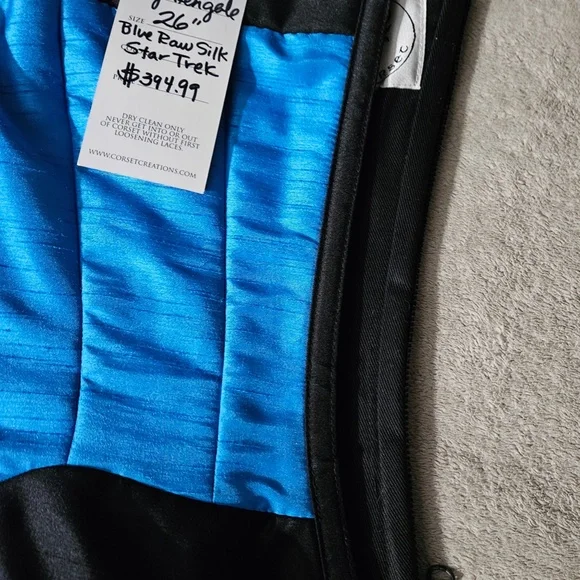 SIZE 26"
Blue Raw Silk
Star Trek
$394.99
DRY CLEAN ONLY
NEVER GET INTO OR OUT
OF CORSET WITHOUT FIRST
LOOSENING LACES.
WWW.CORSETCREATIONS.COM